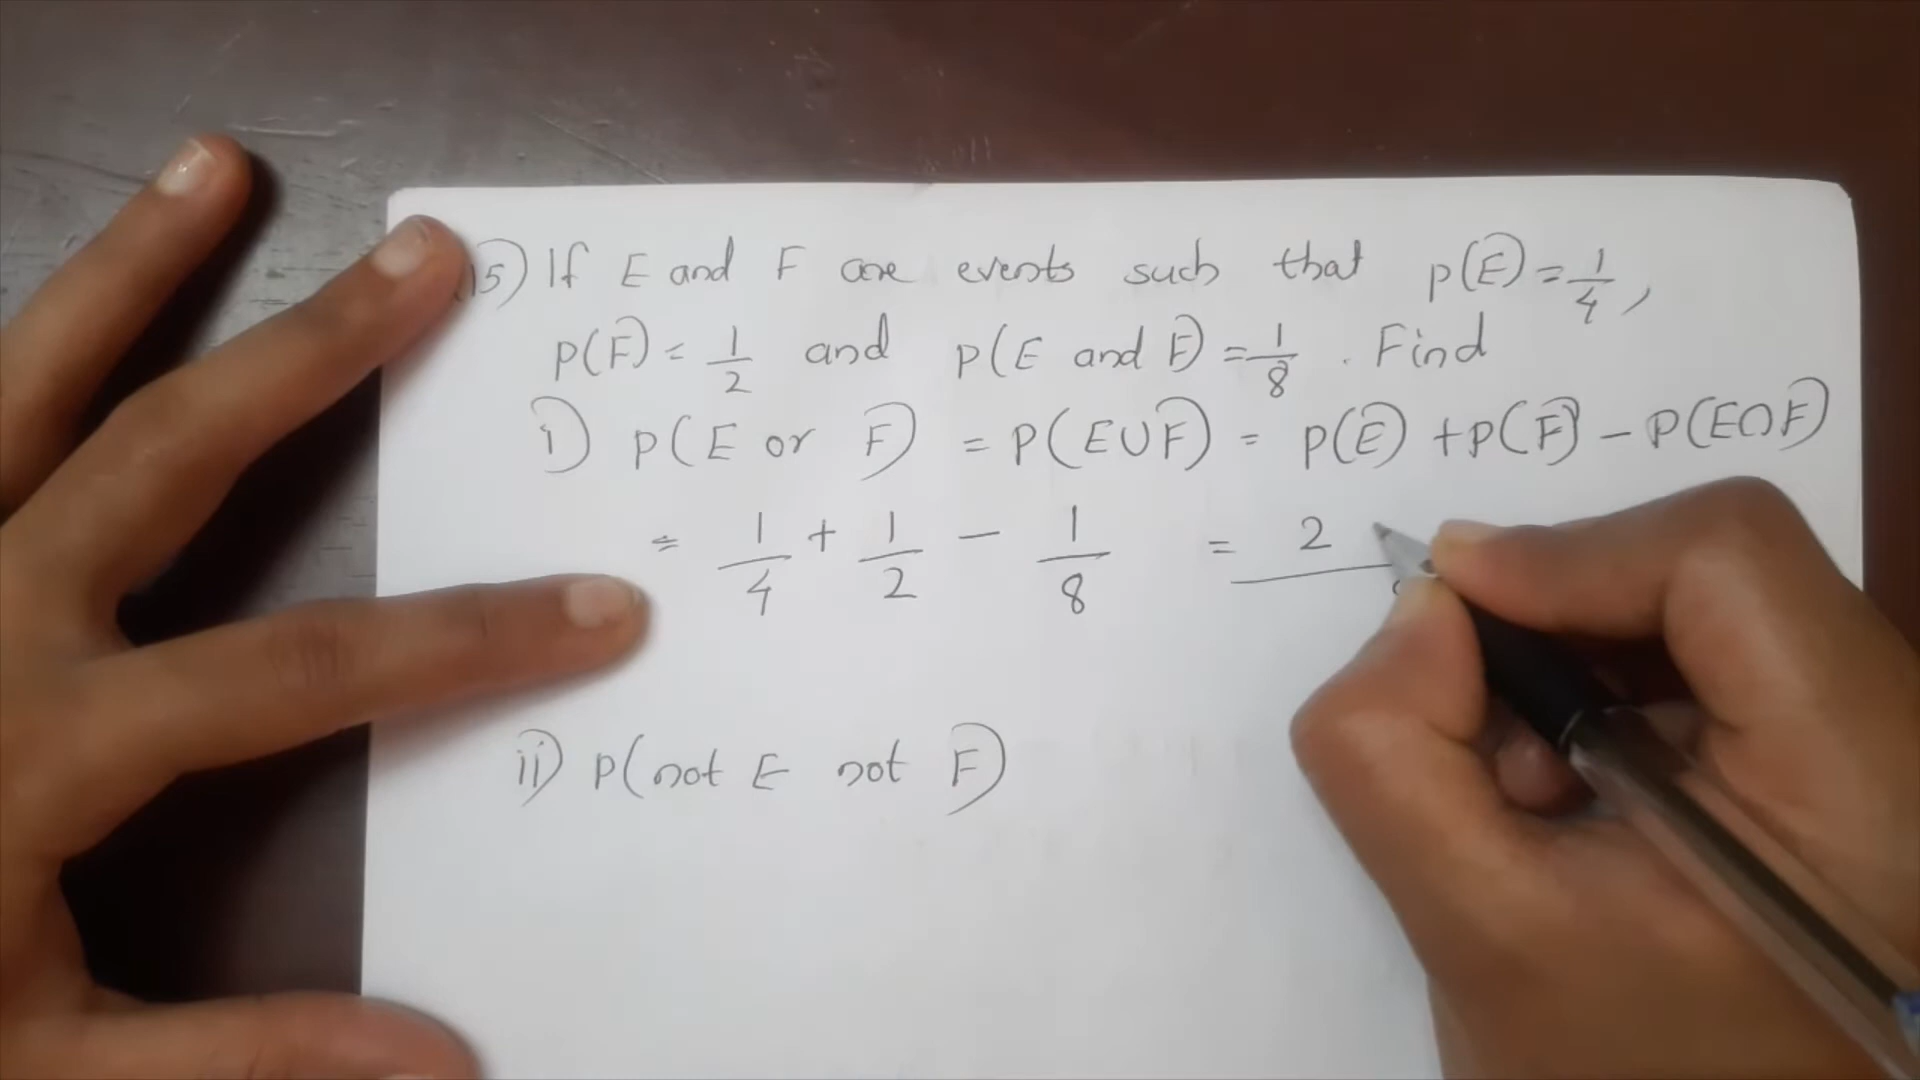 15) If E and F are events such that P(E) = 1/4,
P(F) = 1/2 and P(E and F) = 1/8 . Find
i) P(E or F) = P(E∪F) = P(E) + P(F) - P(E∩F)
= 1/4 + 1/2 - 1/8 = 2
ii) P(not E not F)